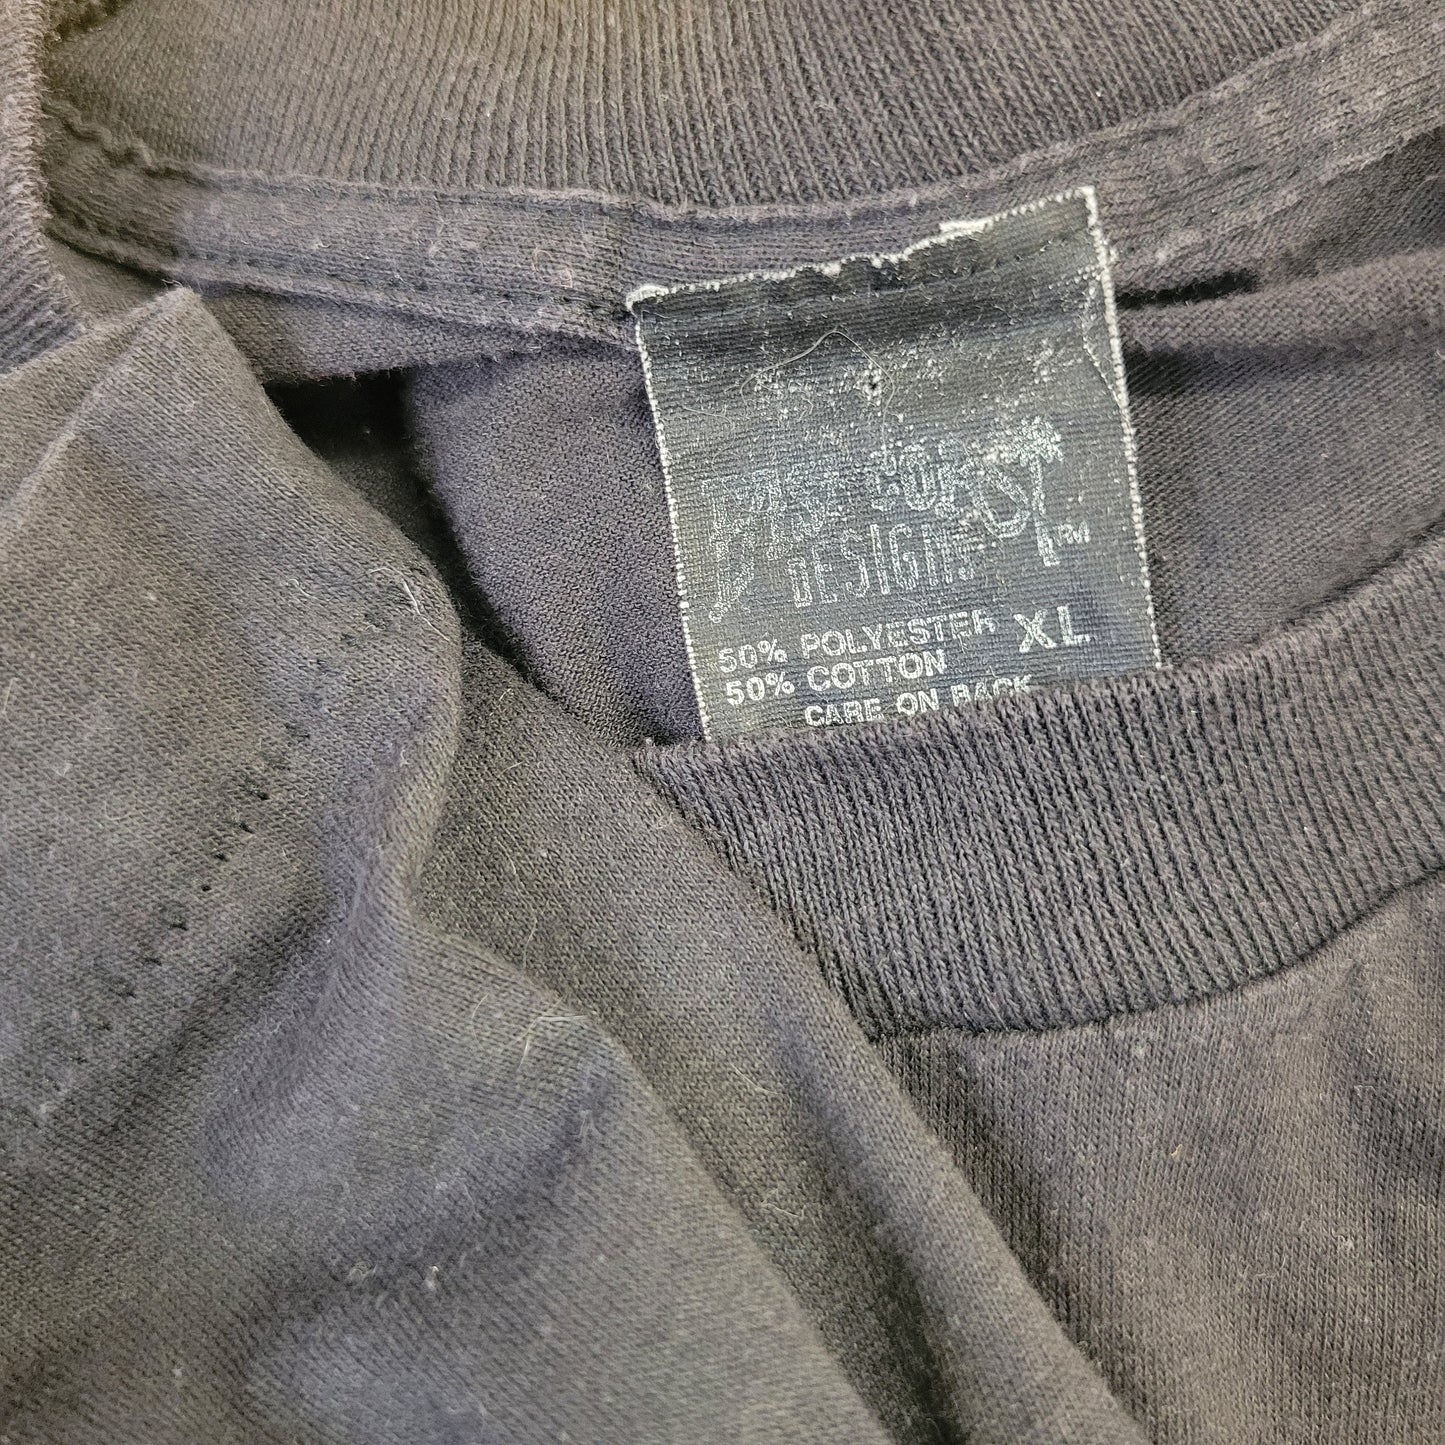 DESIGNS
50% POLYESTER XL
50% COTTON
CARE ON BACK